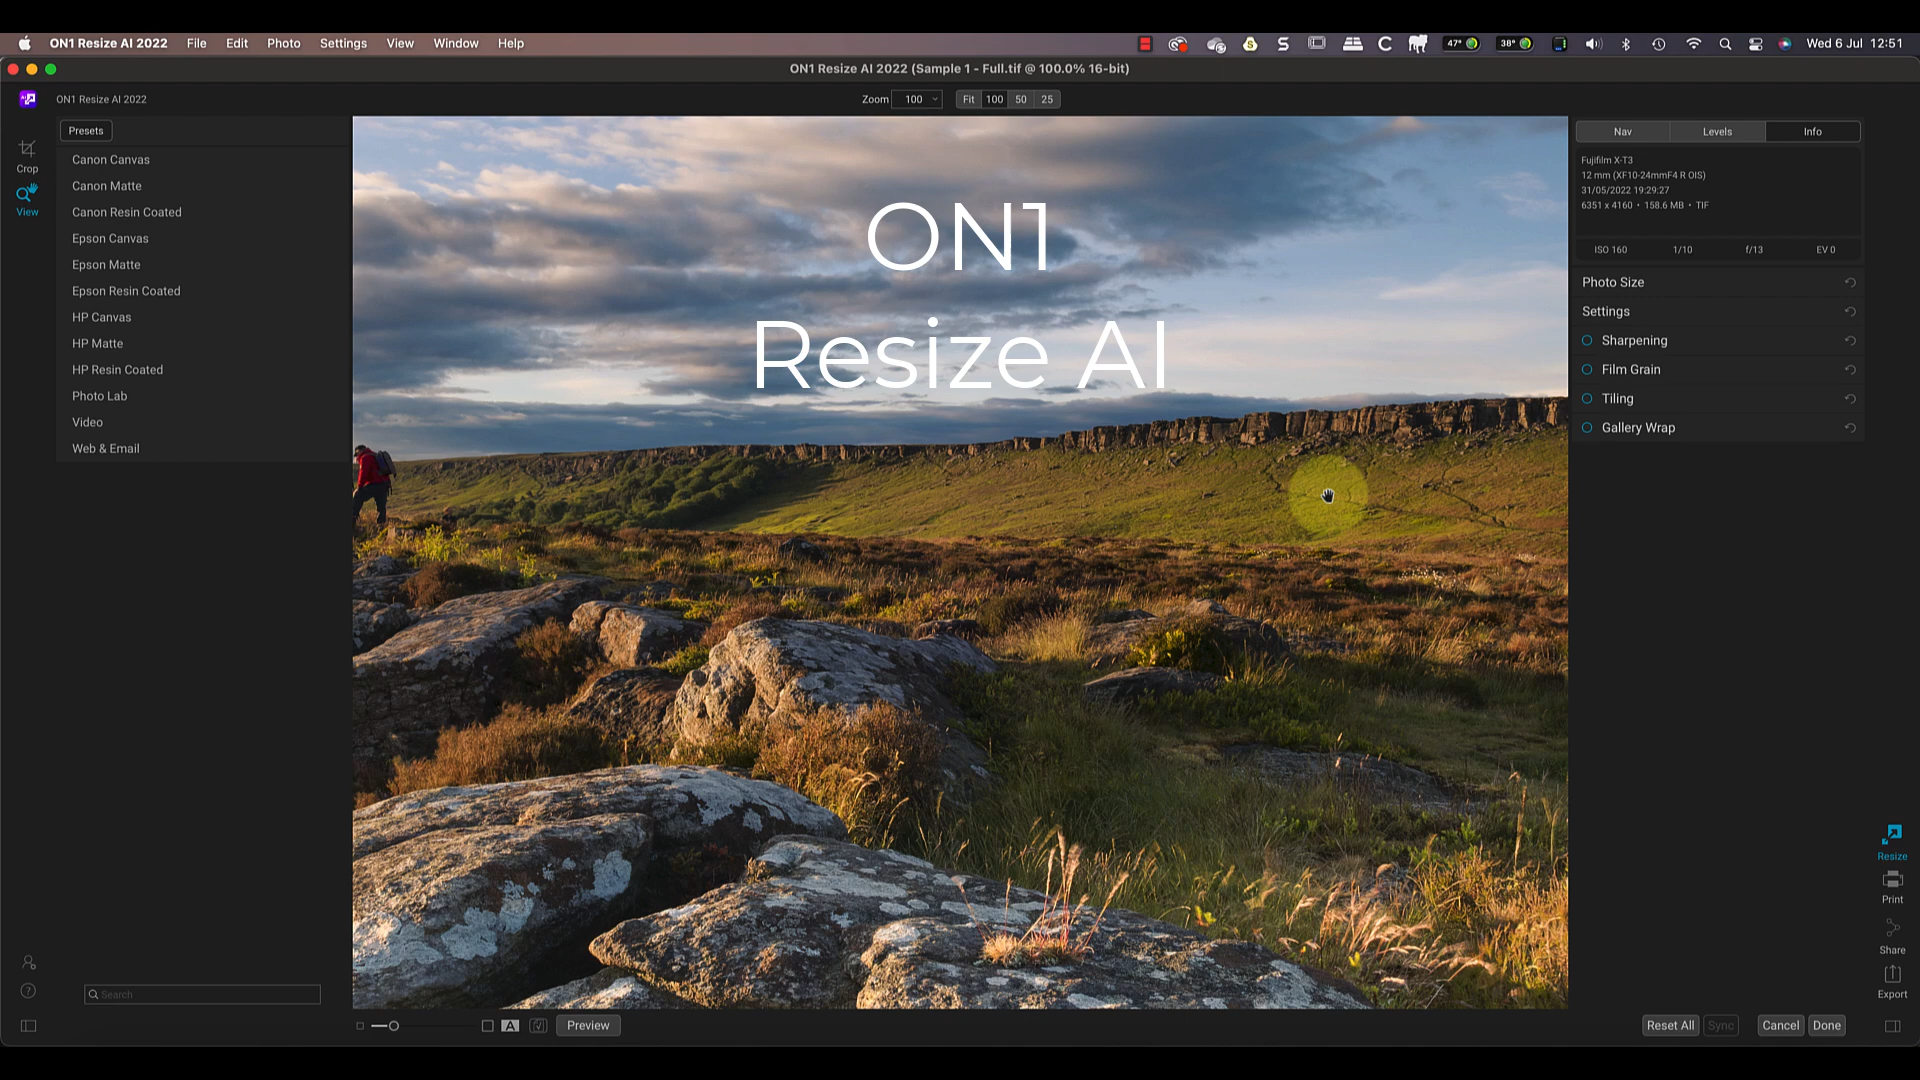 ON1 Resize AI 2022 File Edit Photo Settings View Window Help 47° 38° Wed 6 Jul 12:51
ON1 Resize AI 2022 (Sample 1 - Full.tif @ 100.0% 16-bit)
ON1 Resize AI 2022
Zoom 100 Fit 100 50 25
Presets
Canon Canvas
Canon Matte
Canon Resin Coated
Epson Canvas
Epson Matte
Epson Resin Coated
HP Canvas
HP Matte
HP Resin Coated
Photo Lab
Video
Web & Email
Crop
View
Search
ON1
Resize AI
Nav Levels Info
Fujifilm X-T3
12 mm (XF10-24mmF4 R OIS)
31/05/2022 19:29:27
6351 x 4160 • 158.6 MB • TIF
ISO 160 1/10 f/13 EV 0
Photo Size
Settings
Sharpening
Film Grain
Tiling
Gallery Wrap
Resize
Print
Share
Export
A Preview
Reset All Sync Cancel Done